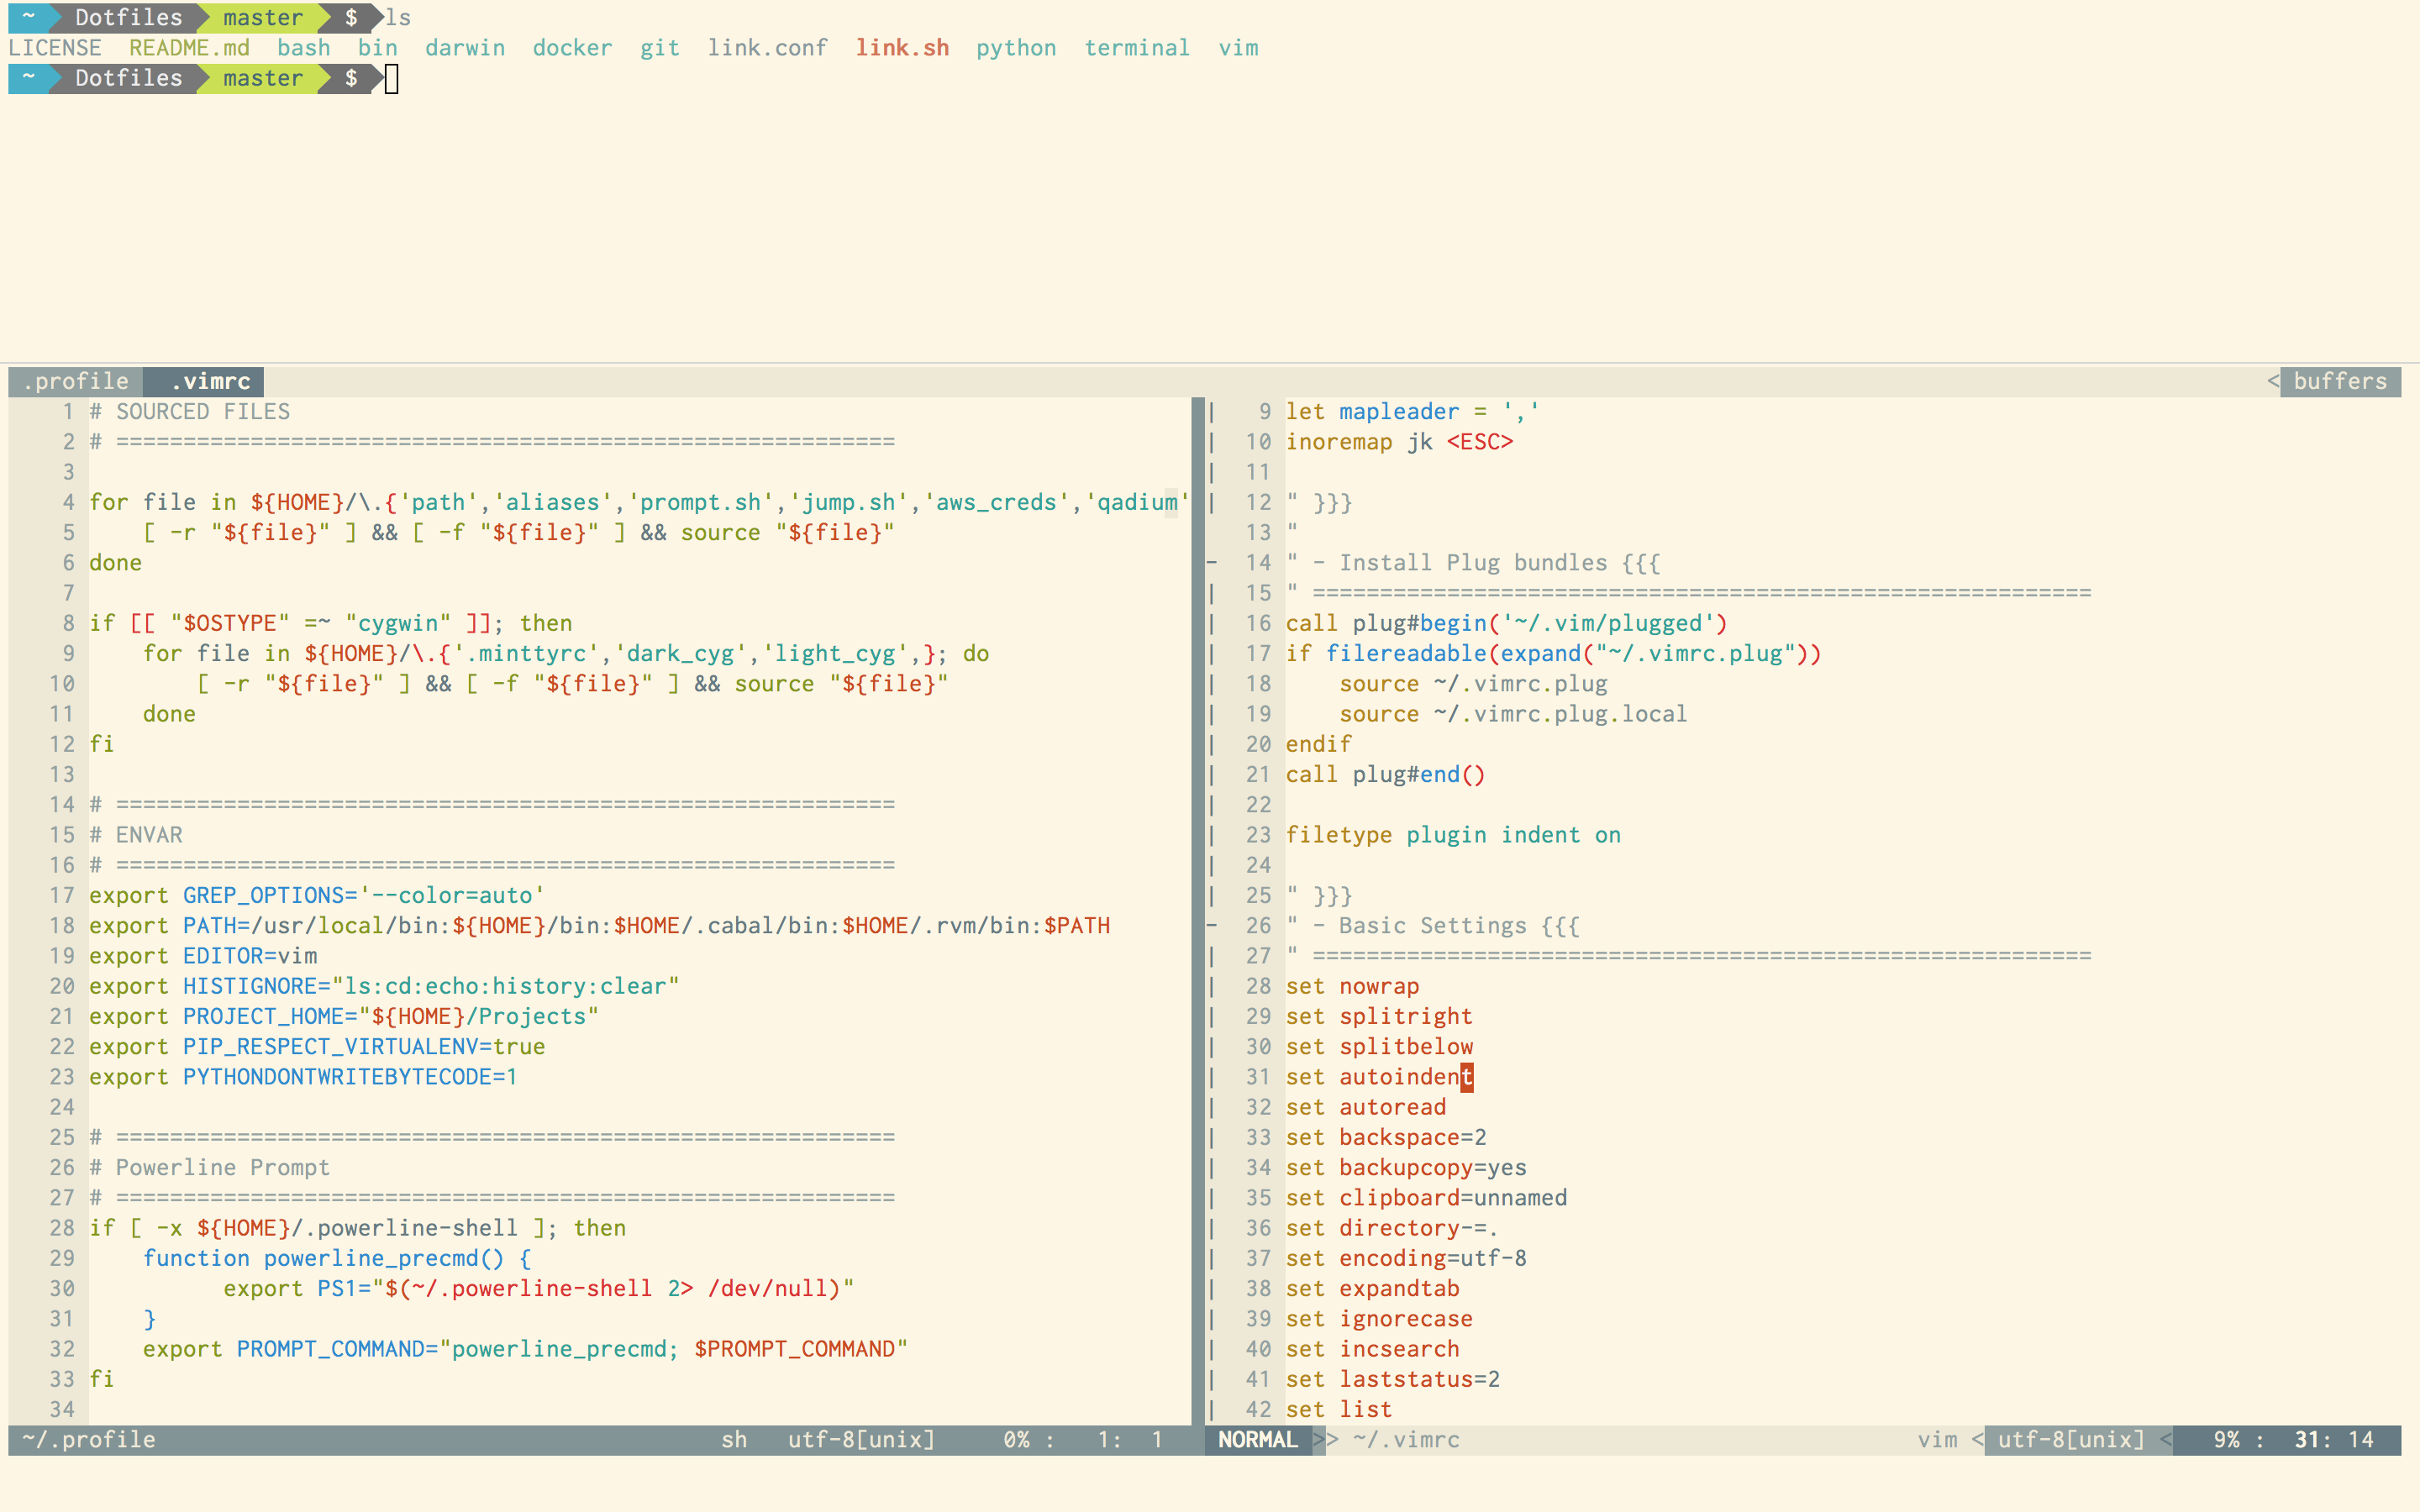 ~ Dotfiles master $ ls
LICENSE README.md bash bin darwin docker git link.conf link.sh python terminal vim
~ Dotfiles master $
.profile .vimrc < buffers
1 # SOURCED FILES
2 # ==========================================================
3
4 for file in ${HOME}/\.{'path','aliases','prompt.sh','jump.sh','aws_creds','qadium'
5     [ -r "${file}" ] && [ -f "${file}" ] && source "${file}"
6 done
7
8 if [[ "$OSTYPE" =~ "cygwin" ]]; then
9     for file in ${HOME}/\.{'.minttyrc','dark_cyg','light_cyg',}; do
10         [ -r "${file}" ] && [ -f "${file}" ] && source "${file}"
11     done
12 fi
13
14 # ==========================================================
15 # ENVAR
16 # ==========================================================
17 export GREP_OPTIONS='--color=auto'
18 export PATH=/usr/local/bin:${HOME}/bin:$HOME/.cabal/bin:$HOME/.rvm/bin:$PATH
19 export EDITOR=vim
20 export HISTIGNORE="ls:cd:echo:history:clear"
21 export PROJECT_HOME="${HOME}/Projects"
22 export PIP_RESPECT_VIRTUALENV=true
23 export PYTHONDONTWRITEBYTECODE=1
24
25 # ==========================================================
26 # Powerline Prompt
27 # ==========================================================
28 if [ -x ${HOME}/.powerline-shell ]; then
29     function powerline_precmd() {
30           export PS1="$(~/.powerline-shell 2> /dev/null)"
31     }
32     export PROMPT_COMMAND="powerline_precmd; $PROMPT_COMMAND"
33 fi
34
~/.profile sh utf-8[unix] 0% : 1: 1
| 9 let mapleader = ','
| 10 inoremap jk <ESC>
| 11
| 12 " }}}
| 13 "
- 14 " - Install Plug bundles {{{
| 15 " ==========================================================
| 16 call plug#begin('~/.vim/plugged')
| 17 if filereadable(expand("~/.vimrc.plug"))
| 18     source ~/.vimrc.plug
| 19     source ~/.vimrc.plug.local
| 20 endif
| 21 call plug#end()
| 22
| 23 filetype plugin indent on
| 24
| 25 " }}}
- 26 " - Basic Settings {{{
| 27 " ==========================================================
| 28 set nowrap
| 29 set splitright
| 30 set splitbelow
| 31 set autoindent
| 32 set autoread
| 33 set backspace=2
| 34 set backupcopy=yes
| 35 set clipboard=unnamed
| 36 set directory-=.
| 37 set encoding=utf-8
| 38 set expandtab
| 39 set ignorecase
| 40 set incsearch
| 41 set laststatus=2
| 42 set list
NORMAL >> ~/.vimrc vim < utf-8[unix] < 9% : 31: 14